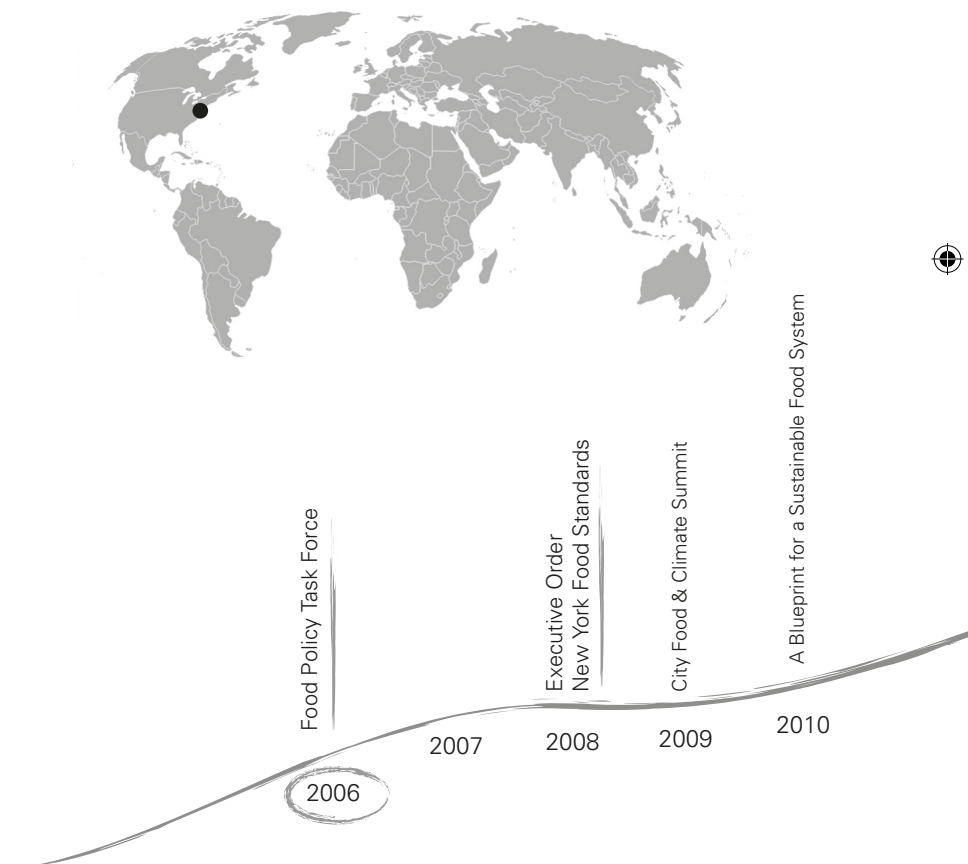 Food Policy Task Force
Executive Order
New York Food Standards
City Food & Climate Summit
A Blueprint for a Sustainable Food System
2006
2007
2008
2009
2010